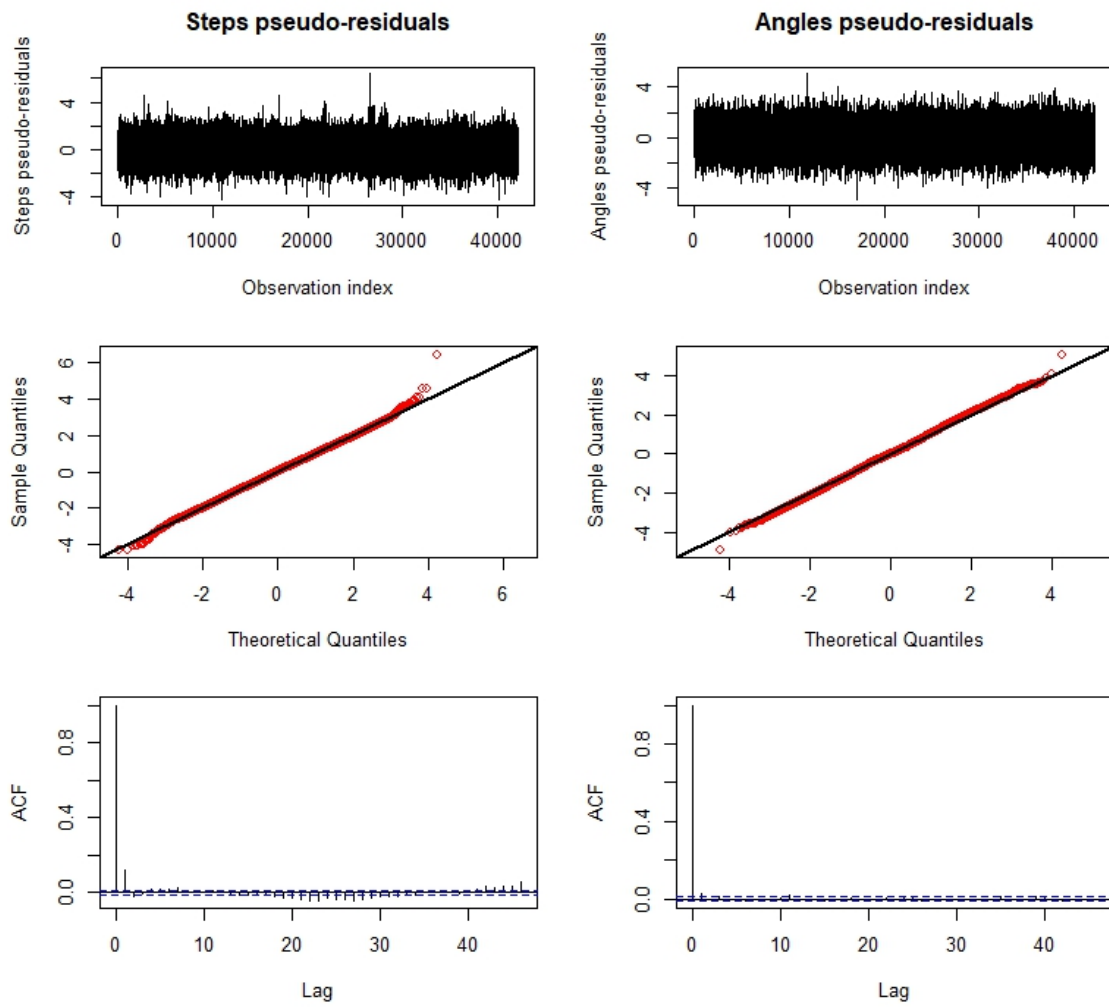 Steps pseudo-residuals
Steps pseudo-residuals
4
0
-4
0 10000 20000 30000 40000
Observation index
Angles pseudo-residuals
Angles pseudo-residuals
4
0
-4
0 10000 20000 30000 40000
Observation index
Sample Quantiles
6
4
2
0
-2
-4
-4 -2 0 2 4 6
Theoretical Quantiles
Sample Quantiles
4
2
0
-2
-4
-4 -2 0 2 4
Theoretical Quantiles
ACF
0.8
0.4
0.0
0 10 20 30 40
Lag
ACF
0.8
0.4
0.0
0 10 20 30 40
Lag